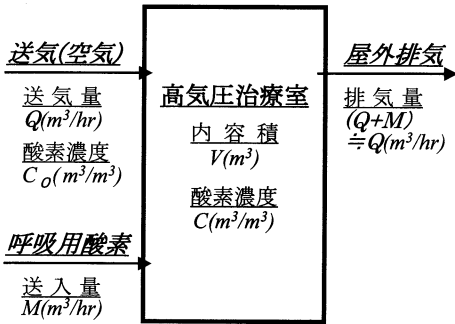 送気(空気)
送気量
Q(m³/hr)
酸素濃度
C₀(m³/m³)
呼吸用酸素
送入量
M(m³/hr)
高気圧治療室
内容積
V(m³)
酸素濃度
C(m³/m³)
屋外排気
排気量
(Q+M)
≒Q(m³/hr)